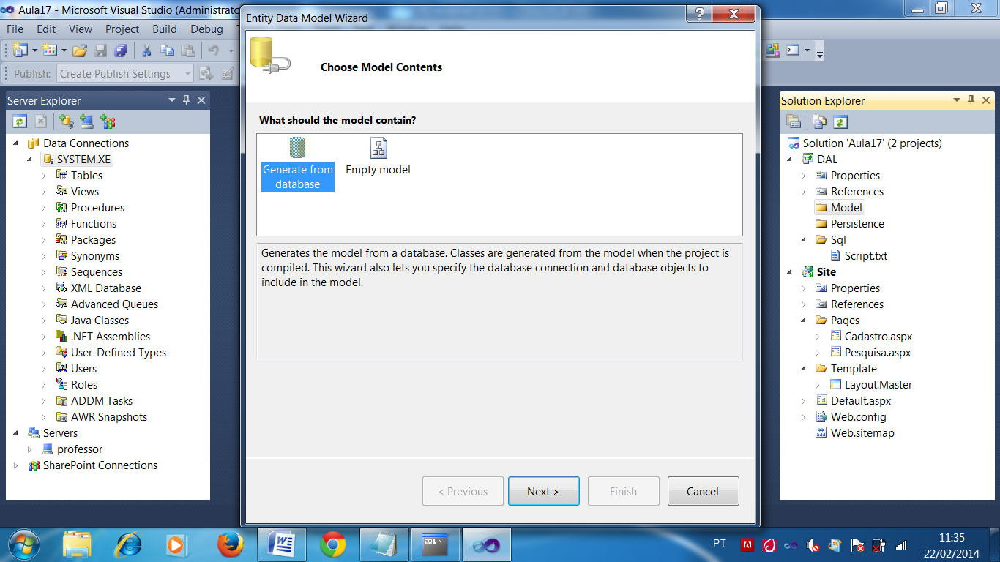 Aula17 - Microsoft Visual Studio (Administrato
File Edit View Project Build Debug
Publish: Create Publish Settings
Server Explorer
Data Connections
SYSTEM.XE
Tables
Views
Procedures
Functions
Packages
Synonyms
Sequences
XML Database
Advanced Queues
Java Classes
.NET Assemblies
User-Defined Types
Users
Roles
ADDM Tasks
AWR Snapshots
Servers
professor
SharePoint Connections
Entity Data Model Wizard
Choose Model Contents
What should the model contain?
Generate from
database
Empty model
Generates the model from a database. Classes are generated from the model when the project is
compiled. This wizard also lets you specify the database connection and database objects to
include in the model.
< Previous
Next >
Finish
Cancel
Solution Explorer
Solution 'Aula17' (2 projects)
DAL
Properties
References
Model
Persistence
Sql
Script.txt
Site
Properties
References
Pages
Cadastro.aspx
Pesquisa.aspx
Template
Layout.Master
Default.aspx
Web.config
Web.sitemap
SQL>
PT
11:35
22/02/2014